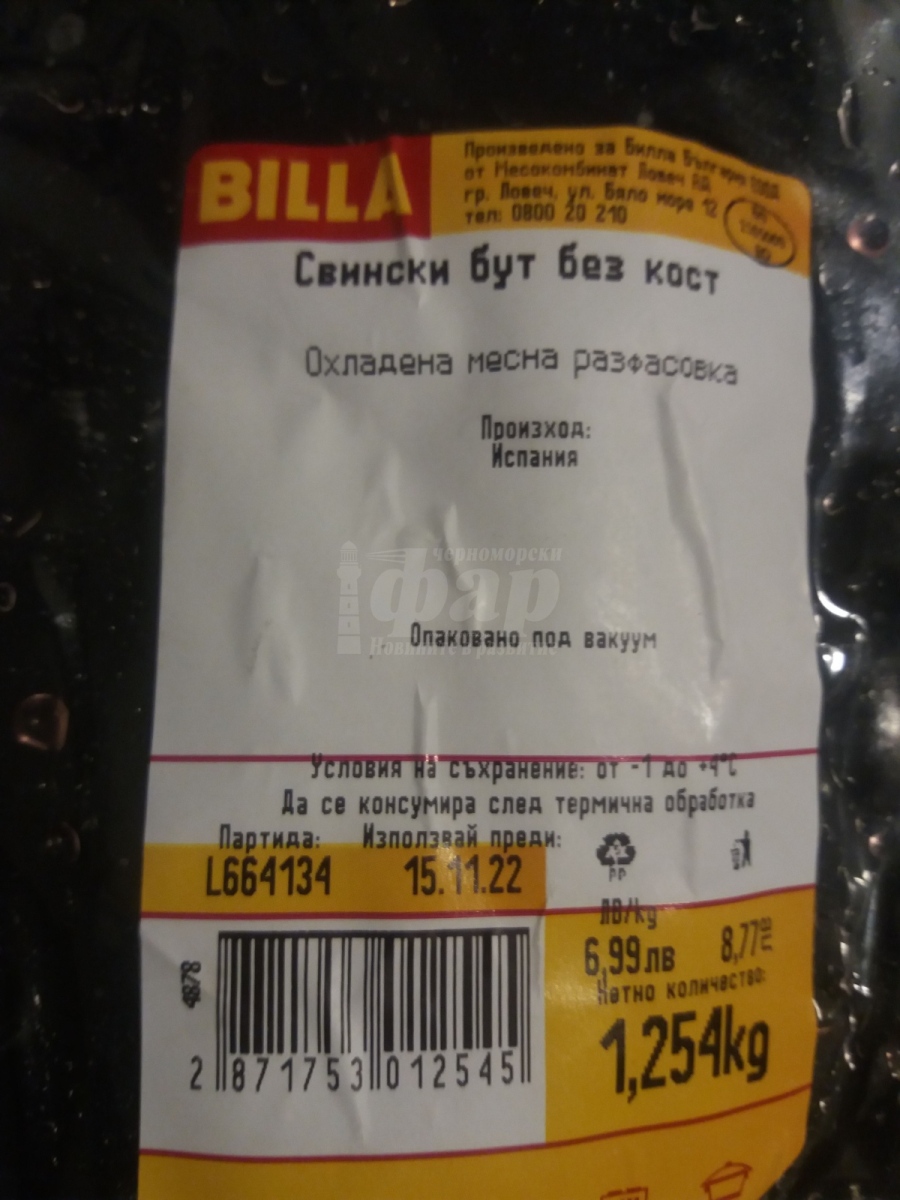 BILLA
Произведено за Билла България ЕООД
от Месокомбинат Ловеч АД
гр. Ловеч, ул. Бяло море 12
тел: 0800 20 210
Свински бут без кост
Охладена месна разфасовка
Произход:
Испания
черноморски
фар
Новините в развитие
Опаковано под вакуум
Условия на съхранение: от -1 до +4°C
Да се консумира след термична обработка
Партида: Използвай преди:
L664134 15.11.22
PP
лв/kg
6,99лв 8,77
Нетно количество:
1,254kg
4878
2 871753 012545